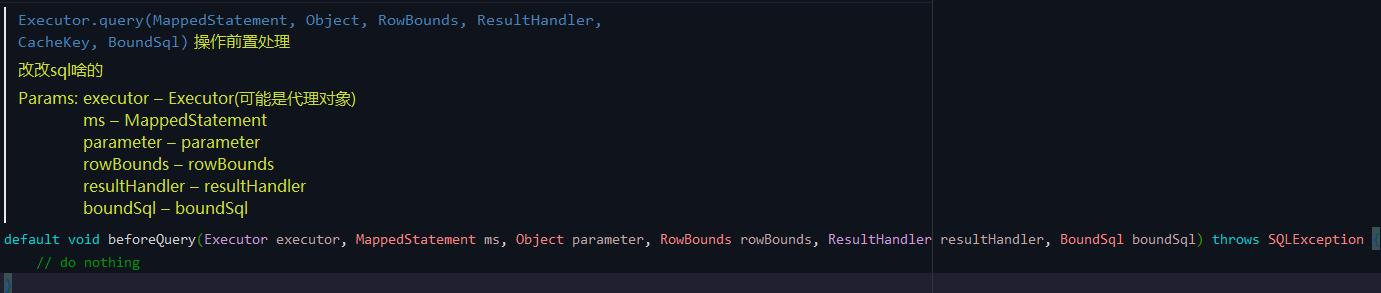 Executor.query(MappedStatement, Object, RowBounds, ResultHandler,
CacheKey, BoundSql) 操作前置处理
改改sql啥的
Params: executor – Executor(可能是代理对象)
ms – MappedStatement
parameter – parameter
rowBounds – rowBounds
resultHandler – resultHandler
boundSql – boundSql
default void beforeQuery(Executor executor, MappedStatement ms, Object parameter, RowBounds rowBounds, ResultHandler resultHandler, BoundSql boundSql) throws SQLException {
// do nothing
}